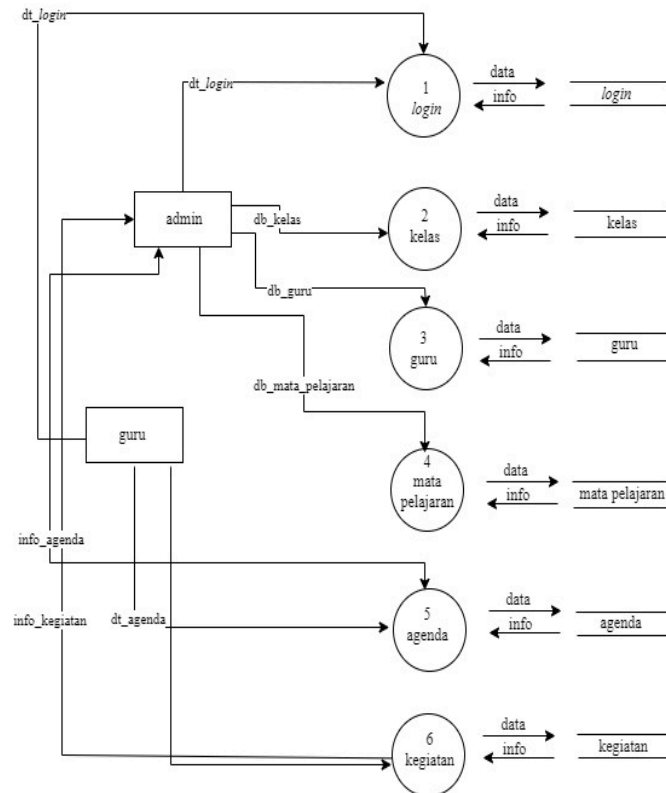 dt_login
dt_login
1
login
data
info
login
admin
db_kelas
2
kelas
data
info
kelas
db_guru
3
guru
data
info
guru
db_mata_pelajaran
guru
4
mata
pelajaran
data
info
mata pelajaran
info_agenda
info_kegiatan
dt_agenda
5
agenda
data
info
agenda
6
kegiatan
data
info
kegiatan